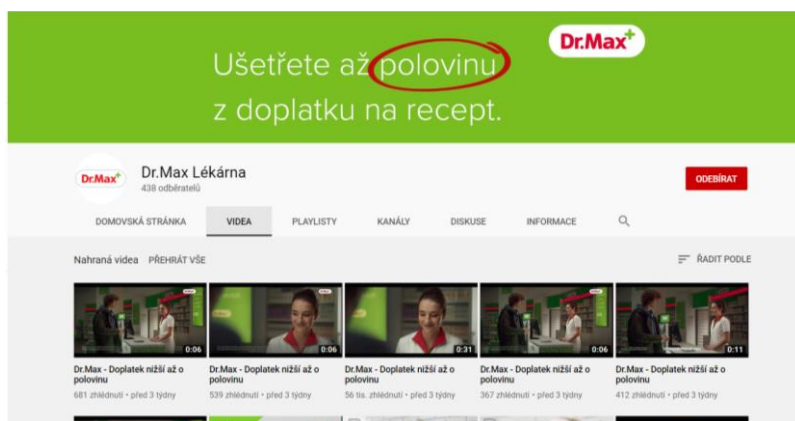 Dr.Max+
Ušetřete až polovinu
z doplatku na recept.
Dr.Max+
Dr.Max Lékárna
438 odběratelů
ODEBÍRAT
DOMOVSKÁ STRÁNKA VIDEA PLAYLISTY KANÁLY DISKUSE INFORMACE
Nahraná videa PŘEHRÁT VŠE ŘADIT PODLE
0:06 0:06 0:31 0:06 0:11
Dr.Max - Doplatek nižší až o Dr.Max - Doplatek nižší až o Dr.Max - Doplatek nižší až o Dr.Max - Doplatek nižší až o Dr.Max - Doplatek nižší až o
polovinu polovinu polovinu polovinu polovinu
681 zhlédnutí • před 3 týdny 539 zhlédnutí • před 3 týdny 56 tis. zhlédnutí • před 3 týdny 367 zhlédnutí • před 3 týdny 412 zhlédnutí • před 3 týdny